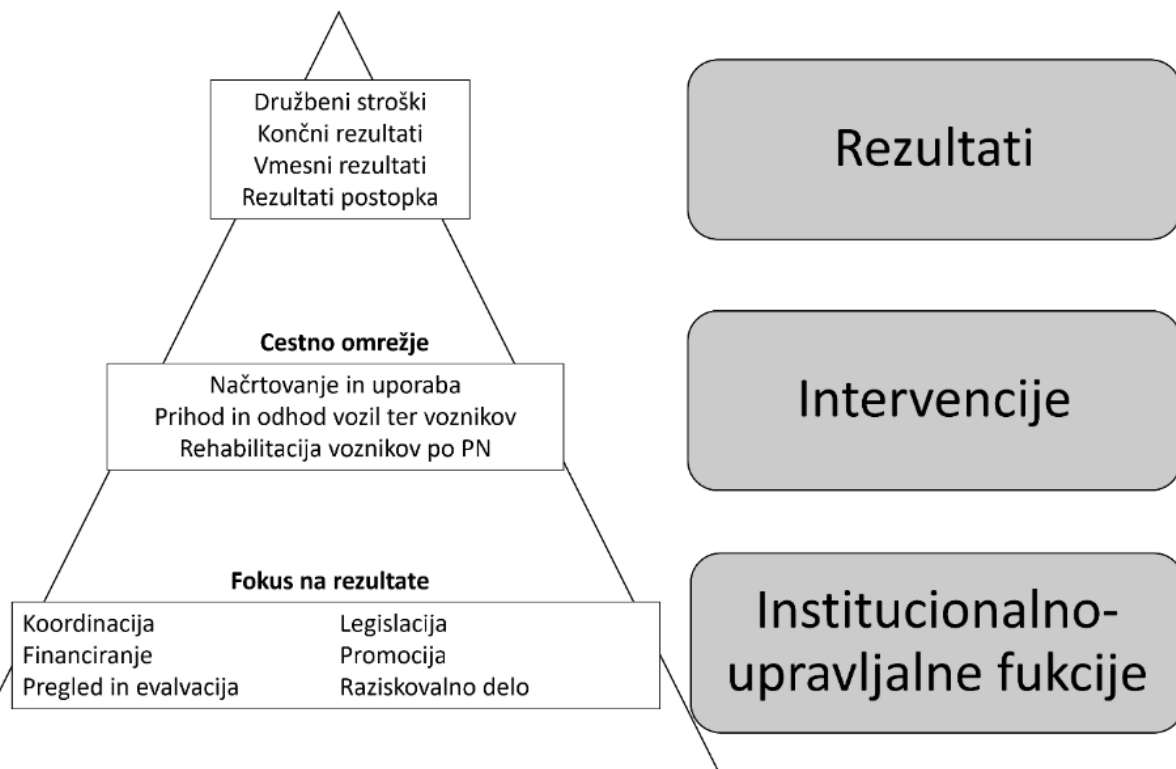 Družbeni stroški
Končni rezultati
Vmesni rezultati
Rezultati postopka
Rezultati
Cestno omrežje
Načrtovanje in uporaba
Prihod in odhod vozil ter voznikov
Rehabilitacija voznikov po PN
Intervencije
Fokus na rezultate
Koordinacija Legislacija
Financiranje Promocija
Pregled in evalvacija Raziskovalno delo
Institucionalno-
upravljalne fukcije